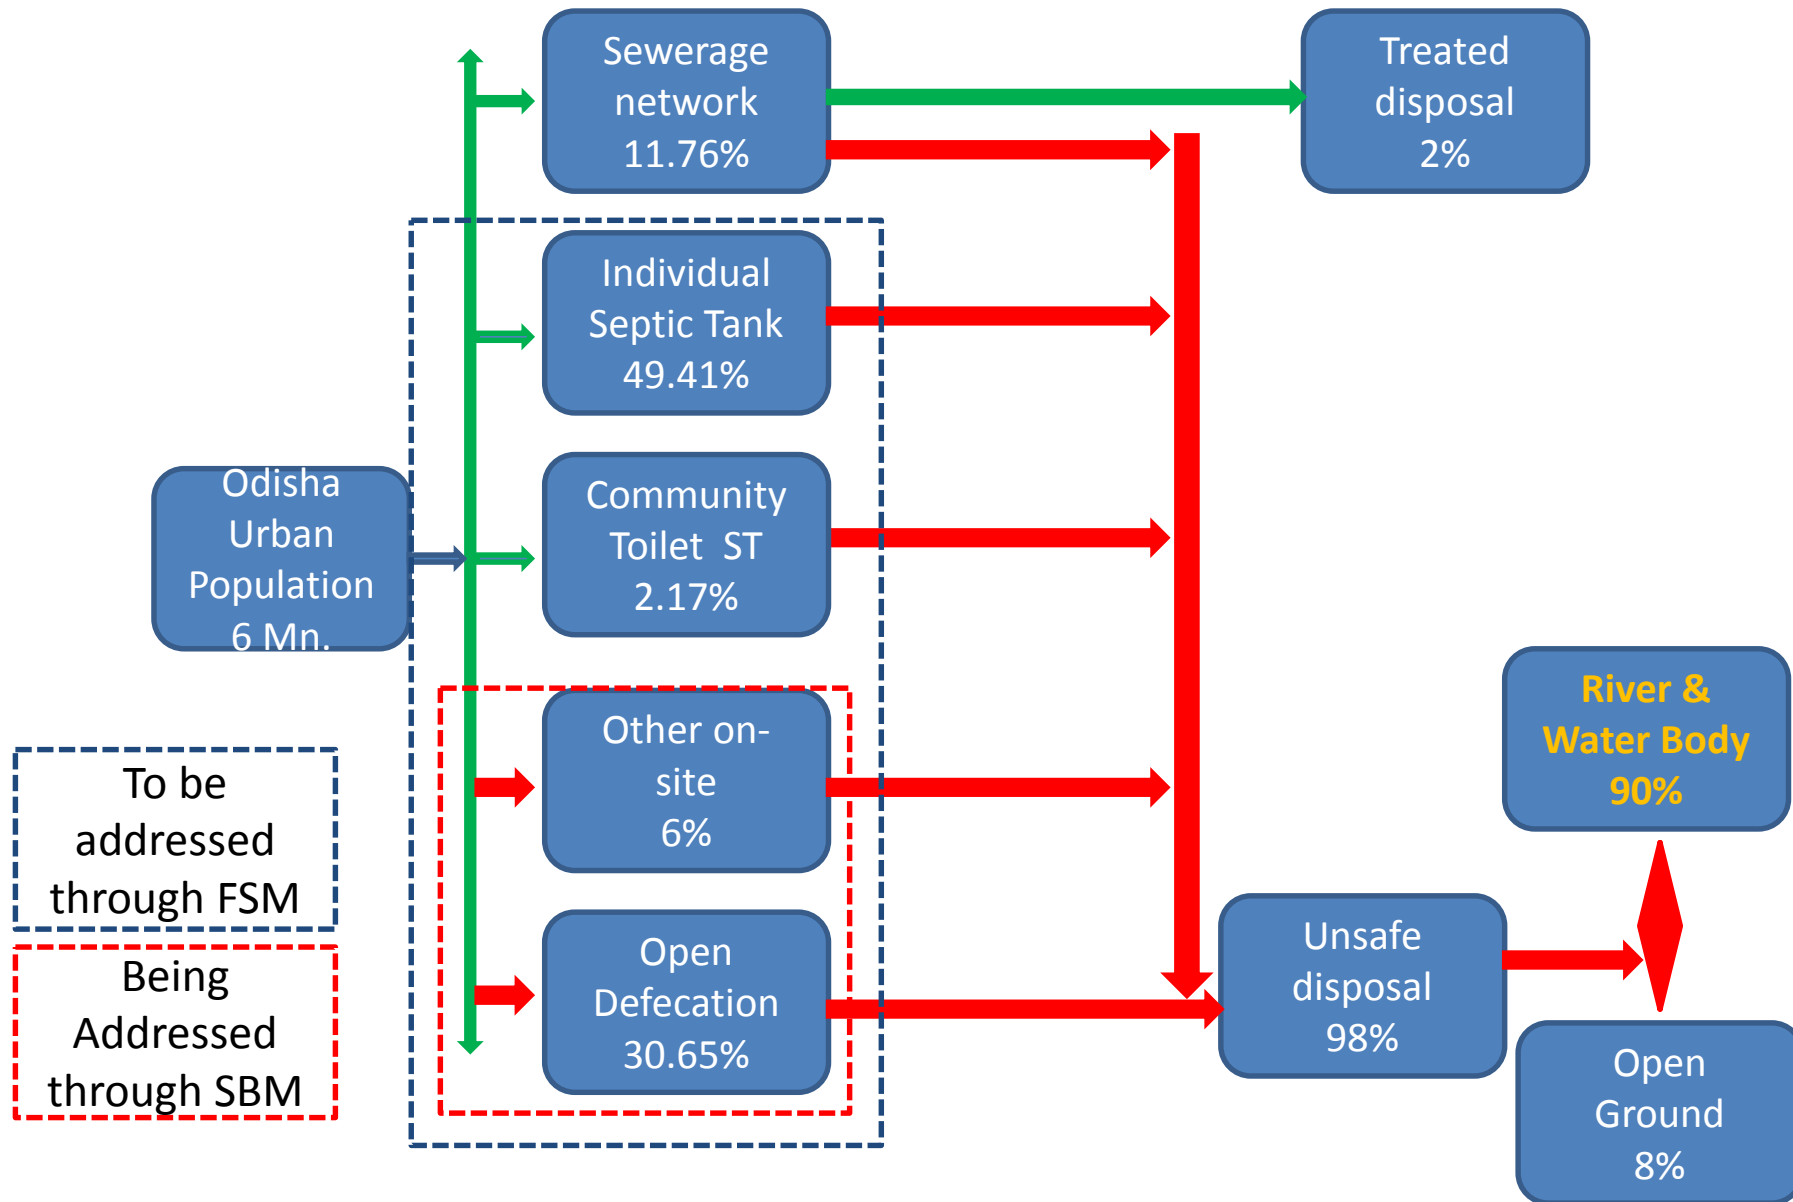 Sewerage
network
11.76%
Treated
disposal
2%
Individual
Septic Tank
49.41%
Odisha
Urban
Population
6 Mn.
Community
Toilet ST
2.17%
Other on-
site
6%
River &
Water Body
90%
To be
addressed
through FSM
Open
Defecation
30.65%
Unsafe
disposal
98%
Being
Addressed
through SBM
Open
Ground
8%